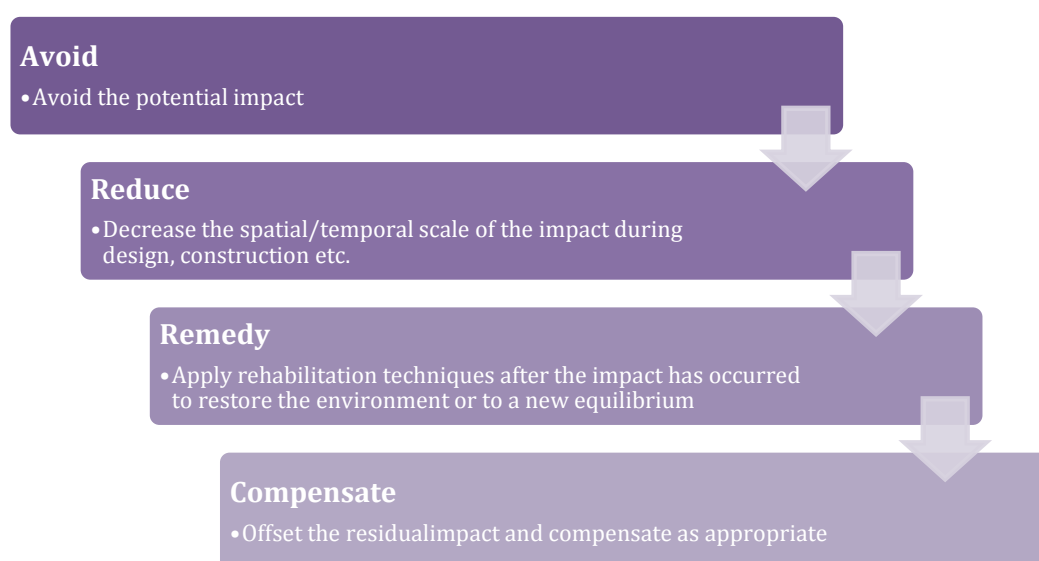 Avoid
•Avoid the potential impact
Reduce
•Decrease the spatial/temporal scale of the impact during
design, construction etc.
Remedy
•Apply rehabilitation techniques after the impact has occurred
to restore the environment or to a new equilibrium
Compensate
•Offset the residualimpact and compensate as appropriate